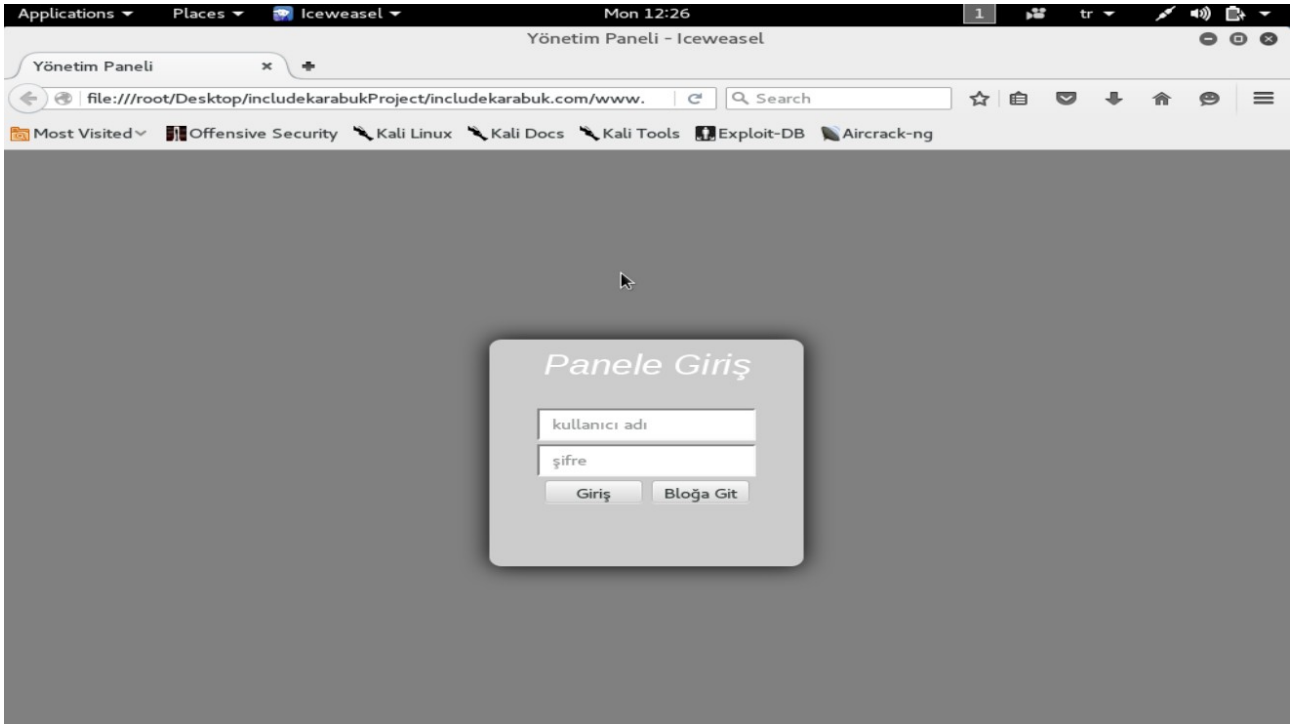 Applications Places Iceweasel Mon 12:26 1 tr
Yönetim Paneli - Iceweasel
Yönetim Paneli
file:///root/Desktop/includekarabukProject/includekarabuk.com/www. Search
Most Visited Offensive Security Kali Linux Kali Docs Kali Tools Exploit-DB Aircrack-ng
Panele Giriş
kullanıcı adı
şifre
Giriş Bloğa Git